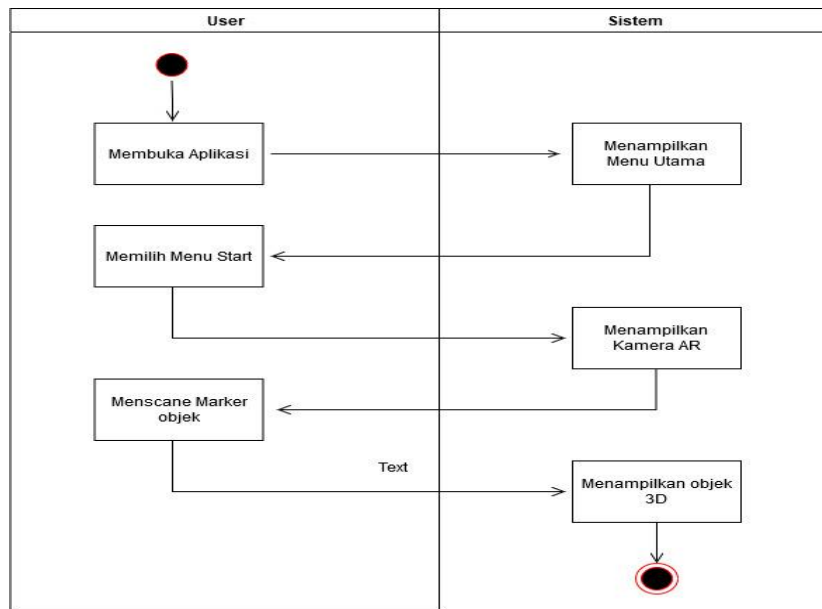 User
Sistem
Membuka Aplikasi
Menampilkan
Menu Utama
Memilih Menu Start
Menampilkan
Kamera AR
Menscane Marker
objek
Text
Menampilkan objek
3D